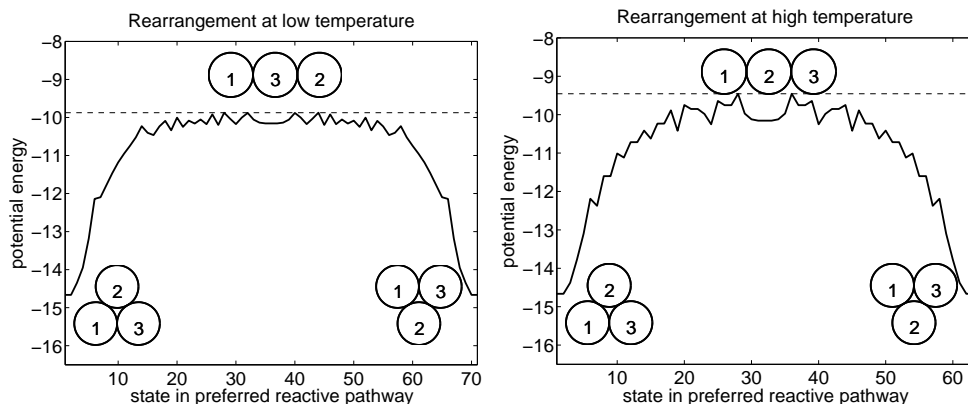 Rearrangement at low temperature
−8
−9
−10
−11
−12
−13
−14
−15
−16
potential energy
1 3 2
2
1 3
1 3
2
10 20 30 40 50 60 70
state in preferred reactive pathway
Rearrangement at high temperature
−8
−9
−10
−11
−12
−13
−14
−15
−16
potential energy
1 2 3
2
1 3
1 3
2
10 20 30 40 50 60
state in preferred reactive pathway